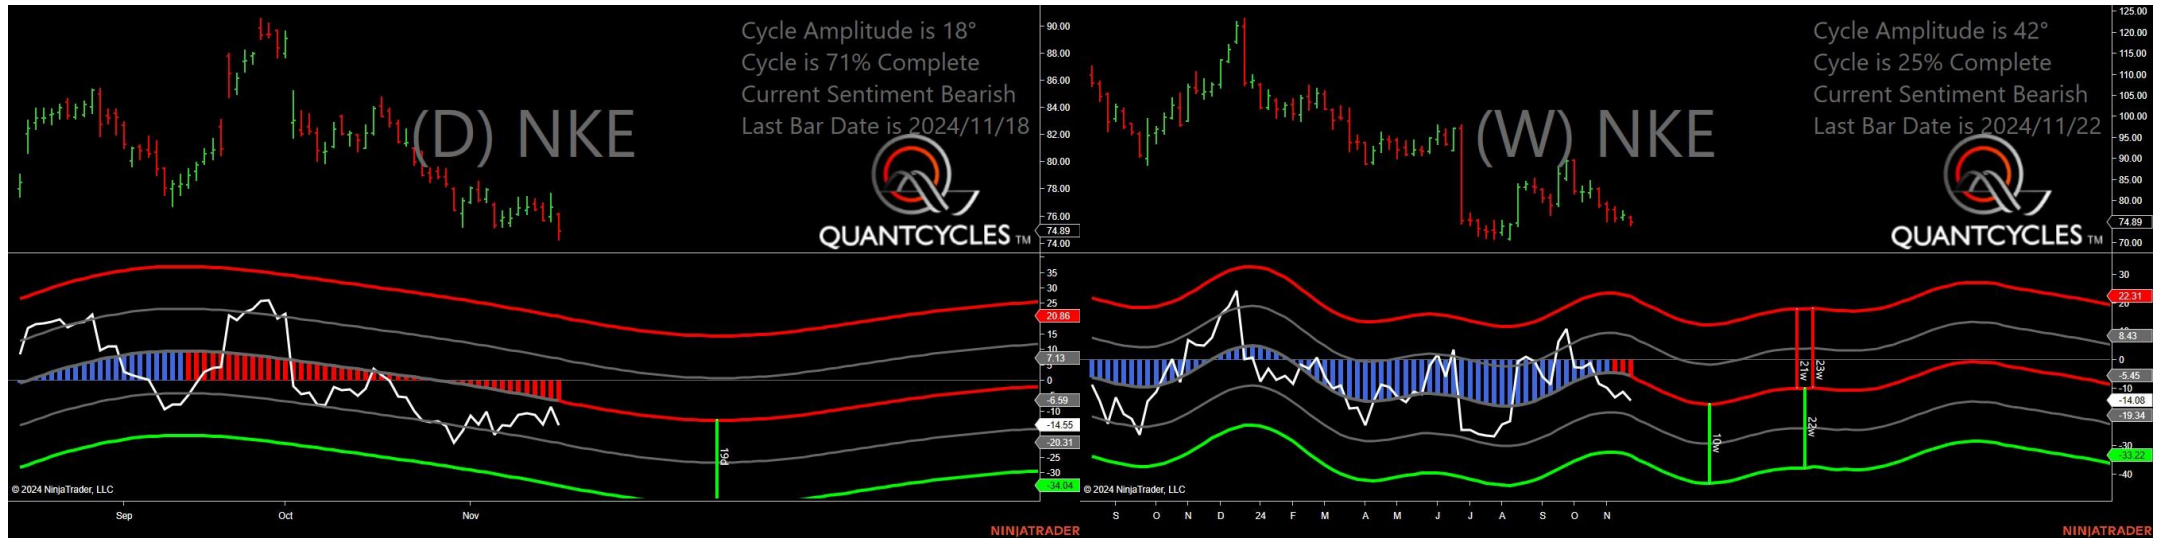 Cycle Amplitude is 18°
Cycle is 71% Complete
Current Sentiment Bearish
Last Bar Date is 2024/11/18
(D) NKE
QUANTCYCLES TM
90.00
88.00
86.00
84.00
82.00
80.00
78.00
76.00
74.89
74.00
35
30
25
20.86
15
10
7.13
5
0
-6.59
-10
-14.55
-20.31
-25
-30
-34.04
19d
© 2024 NinjaTrader, LLC
Sep Oct Nov
NINJATRADER
Cycle Amplitude is 42°
Cycle is 25% Complete
Current Sentiment Bearish
Last Bar Date is 2024/11/22
(W) NKE
QUANTCYCLES TM
125.00
120.00
115.00
110.00
105.00
100.00
95.00
90.00
85.00
80.00
74.89
70.00
30
22.31
8.43
0
-5.45
-10
-14.08
-19.34
-30
-33.22
-40
21w
23w
10w
22w
© 2024 NinjaTrader, LLC
S O N D 24 F M A M J J A S O N
NINJATRADER